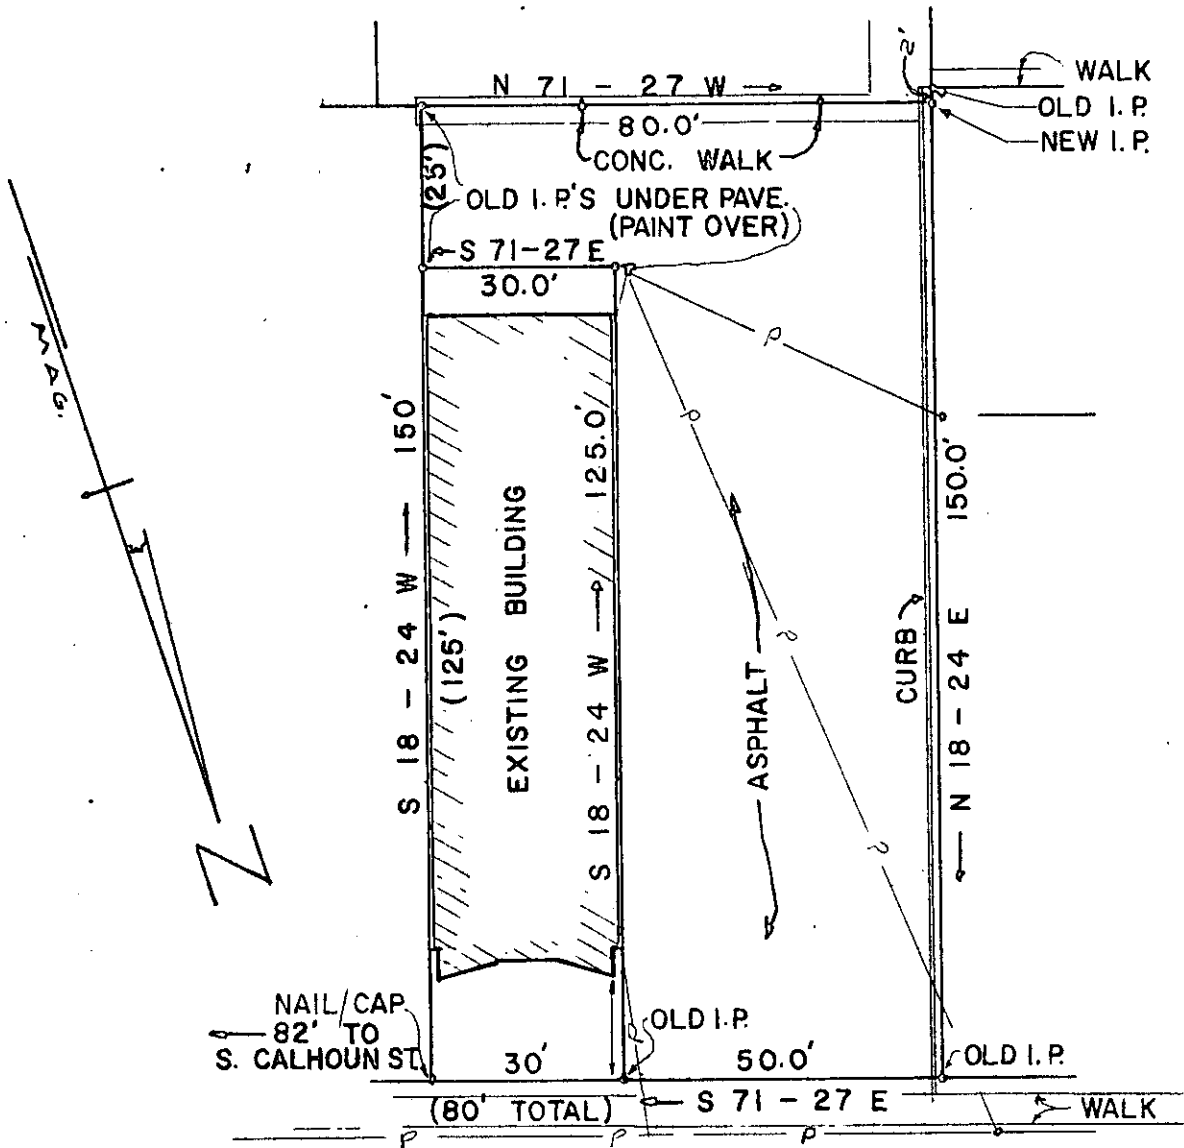 2'
N 71 - 27 W
WALK
OLD I.P.
NEW I.P.
80.0'
CONC. WALK
(25')
OLD I.P.'S UNDER PAVE.
(PAINT OVER)
S 71-27 E
30.0'
MAG.
P
P
P
P
S 18 - 24 W
150'
(125')
EXISTING BUILDING
S 18 - 24 W
125.0'
ASPHALT
CURB
N 18 - 24 E
150.0'
N
NAIL/CAP
82' TO
S. CALHOUN ST.
OLD I.P.
OLD I.P.
30'
50.0'
(80' TOTAL)
S 71 - 27 E
WALK
P
P
P